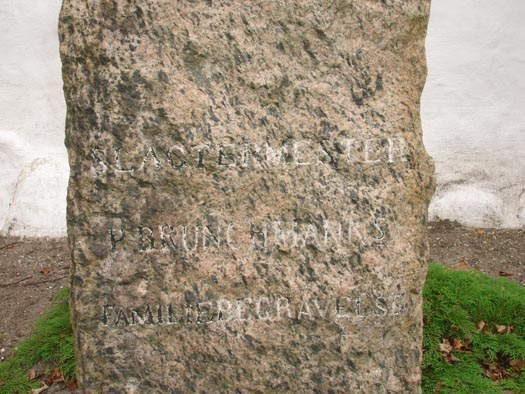 SLAGTERMESTER
P. BRUNCHMANNS
FAMILIEBEGRAVELSE